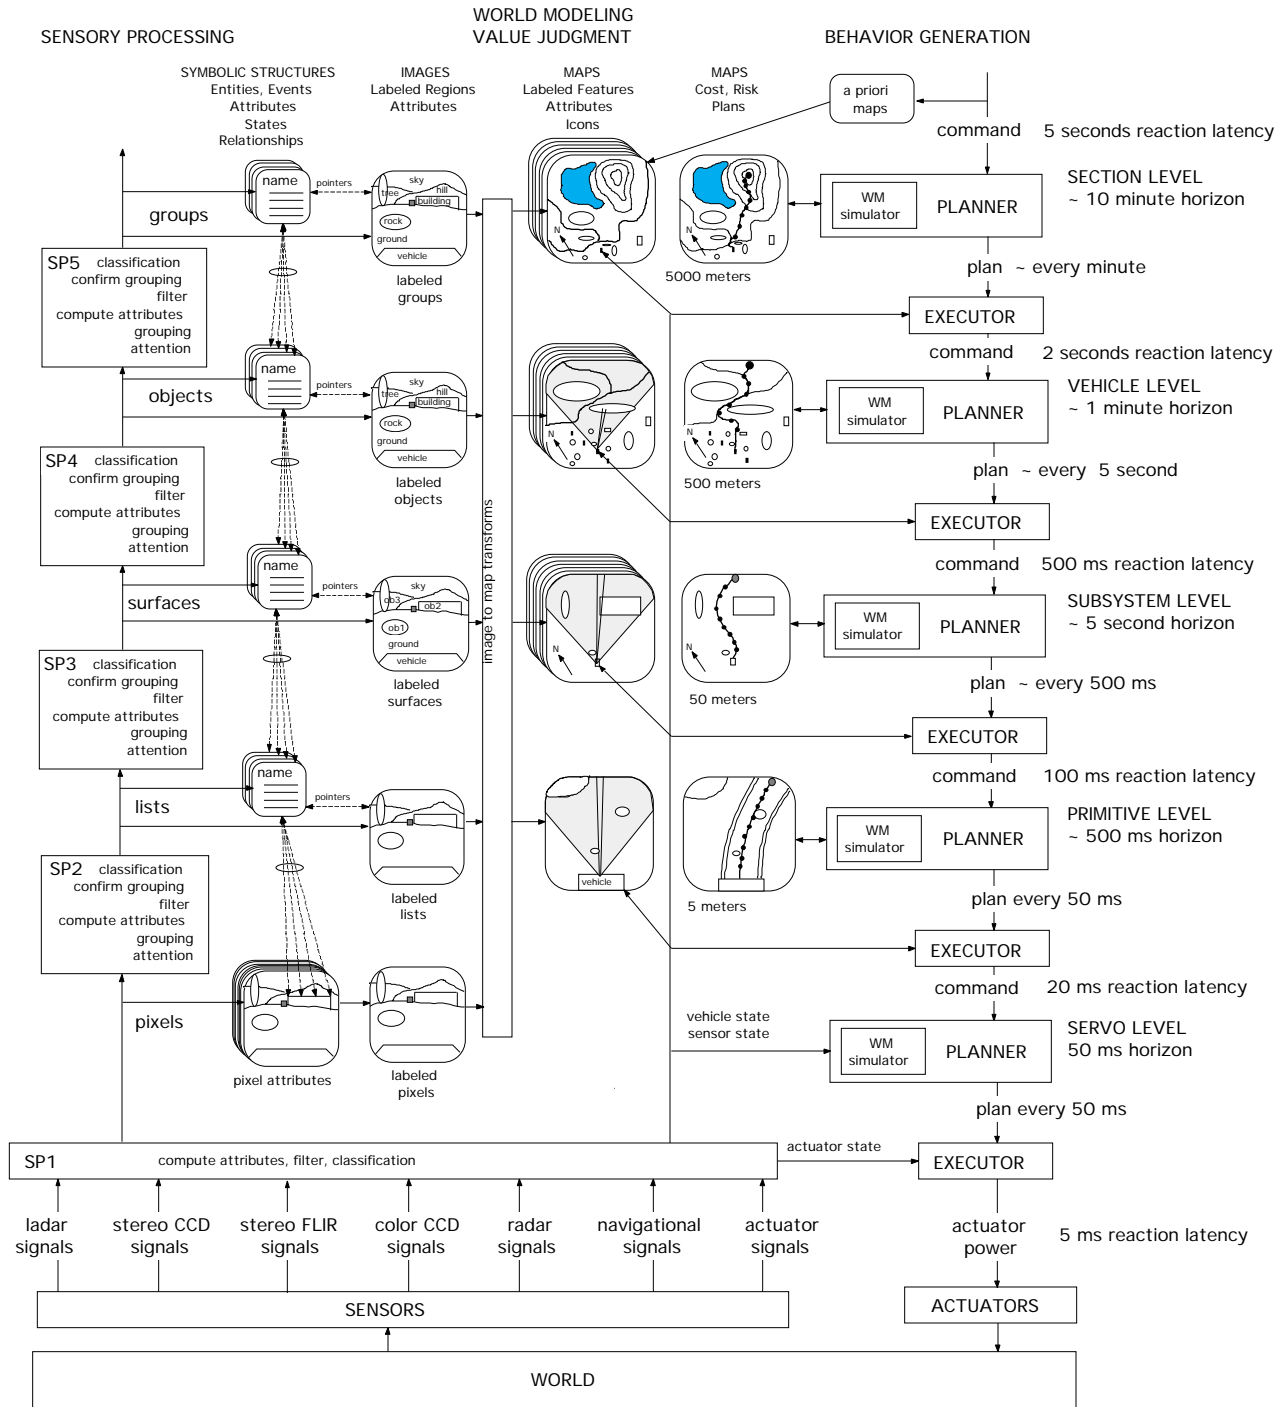 WORLD MODELING
SENSORY PROCESSING
VALUE JUDGMENT
BEHAVIOR GENERATION
SYMBOLIC STRUCTURES
Entities, Events
Attributes
States
Relationships
IMAGES
Labeled Regions
Attributes
MAPS
Labeled Features
Attributes
Icons
MAPS
Cost, Risk
Plans
a priori
maps
command
5 seconds reaction latency
name
pointers
sky
tree
hill
building
rock
ground
vehicle
labeled
groups
groups
N
N
5000 meters
WM
simulator
PLANNER
SECTION LEVEL
~ 10 minute horizon
plan ~ every minute
EXECUTOR
command
2 seconds reaction latency
SP5 classification
confirm grouping
filter
compute attributes
grouping
attention
name
pointers
objects
sky
tree
hill
building
rock
ground
vehicle
labeled
objects
N
N
500 meters
WM
simulator
PLANNER
VEHICLE LEVEL
~ 1 minute horizon
plan ~ every 5 second
EXECUTOR
command
500 ms reaction latency
SP4 classification
confirm grouping
filter
compute attributes
grouping
attention
image to map transforms
name
pointers
surfaces
sky
ob3
ob2
ob1
ground
vehicle
labeled
surfaces
N
N
50 meters
WM
simulator
PLANNER
SUBSYSTEM LEVEL
~ 5 second horizon
plan ~ every 500 ms
EXECUTOR
command
100 ms reaction latency
SP3 classification
confirm grouping
filter
compute attributes
grouping
attention
name
pointers
lists
labeled
lists
vehicle
5 meters
WM
simulator
PLANNER
PRIMITIVE LEVEL
~ 500 ms horizon
plan every 50 ms
EXECUTOR
command
20 ms reaction latency
SP2 classification
confirm grouping
filter
compute attributes
grouping
attention
pixels
pixel attributes
labeled
pixels
vehicle state
sensor state
WM
simulator
PLANNER
SERVO LEVEL
50 ms horizon
plan every 50 ms
SP1 compute attributes, filter, classification
actuator state
EXECUTOR
ladar
signals
stereo CCD
signals
stereo FLIR
signals
color CCD
signals
radar
signals
navigational
signals
actuator
signals
actuator
power
5 ms reaction latency
SENSORS
ACTUATORS
WORLD